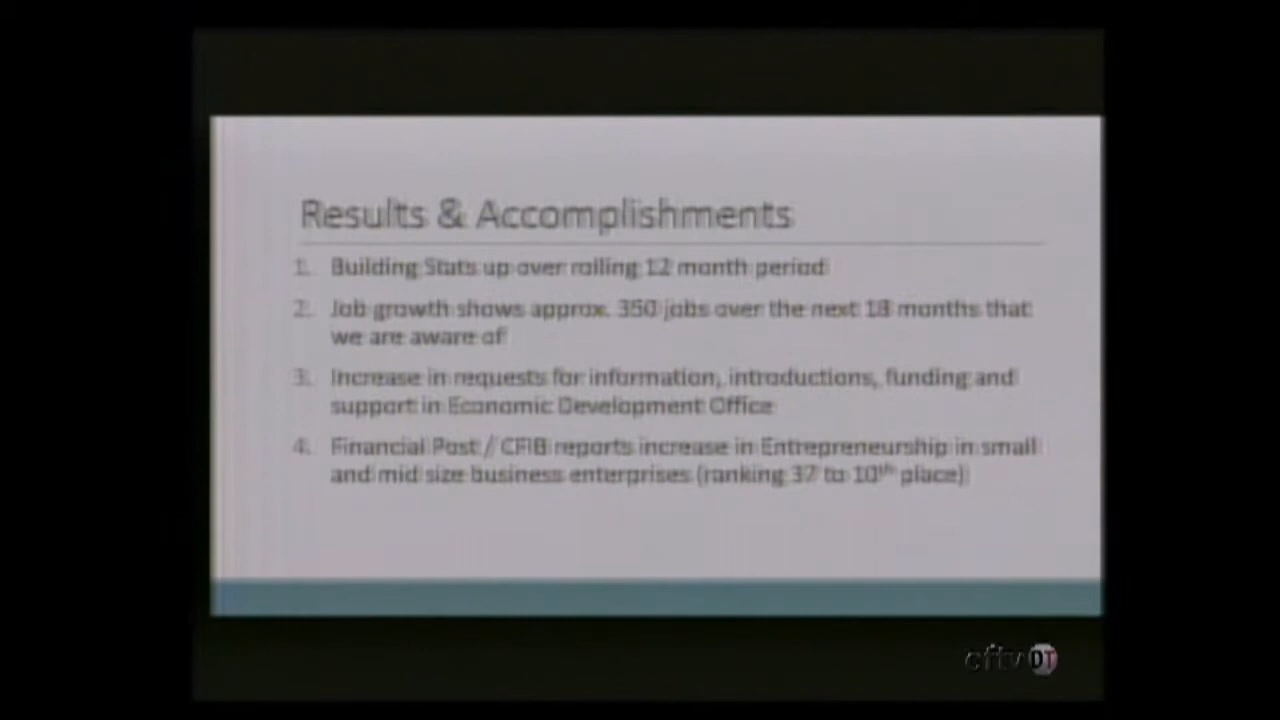 Results & Accomplishments
1. Building Stats up over rolling 12 month period
2. Job growth shows approx. 350 jobs over the next 18 months that
we are aware of
3. Increase in requests for information, introductions, funding and
support in Economic Development Office
4. Financial Post / CFIB reports increase in Entrepreneurship in small
and mid size business enterprises (ranking 37 to 10th place)
cftv DT